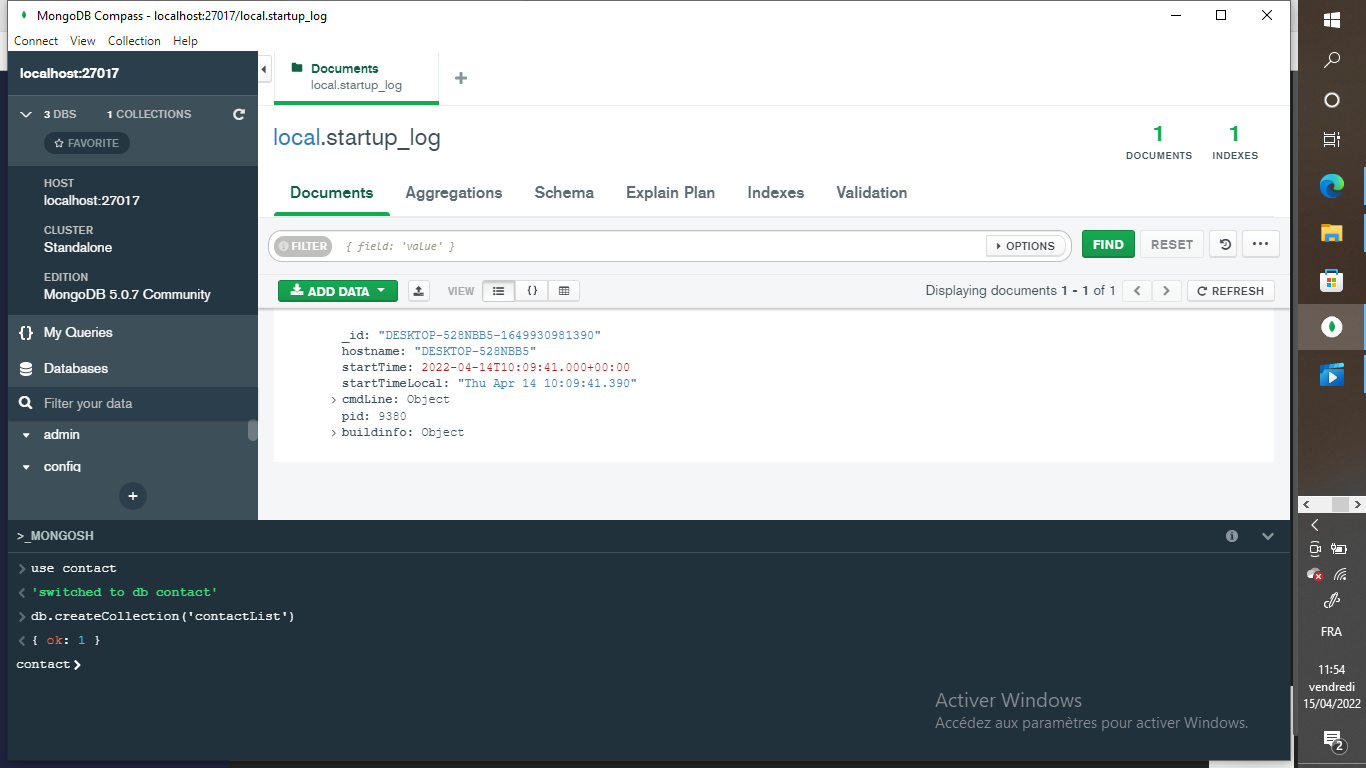 MongoDB Compass - localhost:27017/local.startup_log
Connect View Collection Help
localhost:27017
3 DBS 1 COLLECTIONS
FAVORITE
HOST
localhost:27017
CLUSTER
Standalone
EDITION
MongoDB 5.0.7 Community
{} My Queries
Databases
Filter your data
admin
config
+
Documents
local.startup_log
+
local.startup_log
1
DOCUMENTS
1
INDEXES
Documents Aggregations Schema Explain Plan Indexes Validation
FILTER { field: 'value' } OPTIONS FIND RESET ...
ADD DATA VIEW {} Displaying documents 1 - 1 of 1 < > REFRESH
_id: "DESKTOP-528NBB5-1649930981390"
hostname: "DESKTOP-528NBB5"
startTime: 2022-04-14T10:09:41.000+00:00
startTimeLocal: "Thu Apr 14 10:09:41.390"
> cmdLine: Object
pid: 9380
> buildinfo: Object
>_MONGOSH
> use contact
< 'switched to db contact'
> db.createCollection('contactList')
< { ok: 1 }
contact>
Activer Windows
Accédez aux paramètres pour activer Windows.
FRA
11:54
vendredi
15/04/2022
2